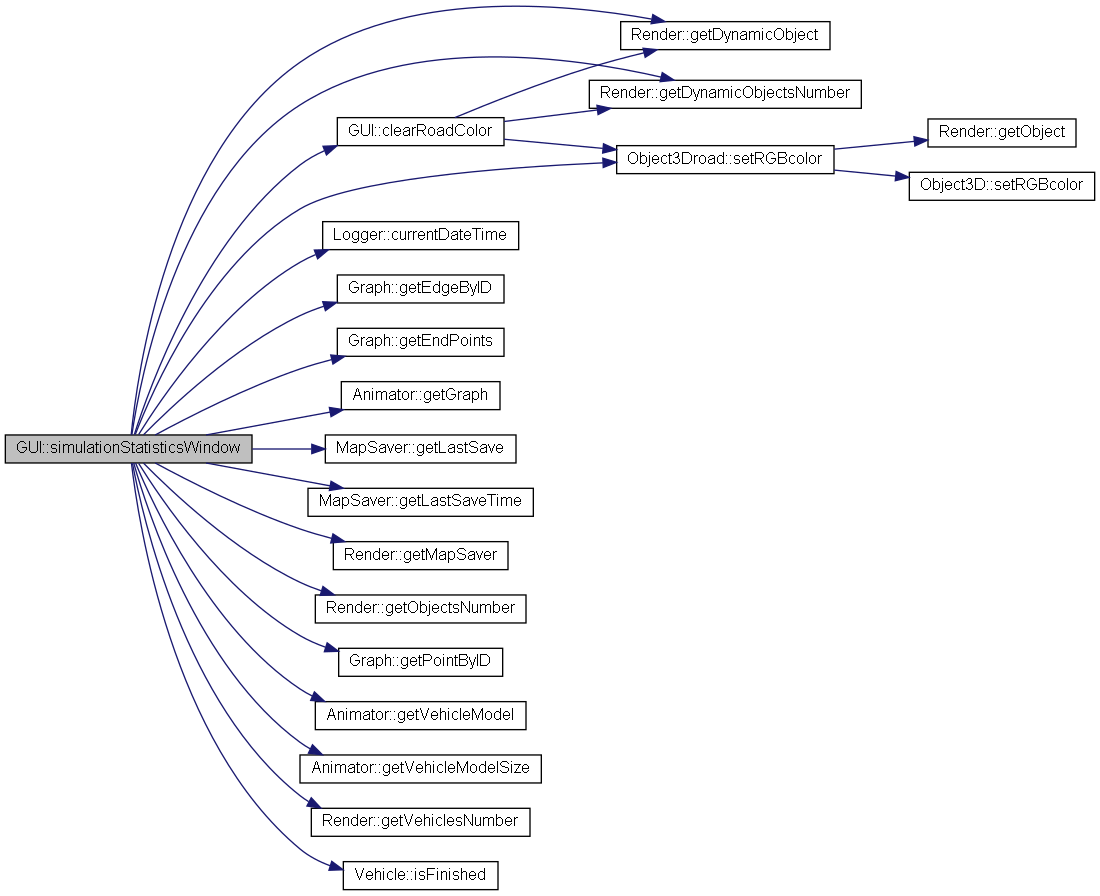 Render::getDynamicObject
Render::getDynamicObjectsNumber
GUI::clearRoadColor
Render::getObject
Object3Droad::setRGBcolor
Object3D::setRGBcolor
Logger::currentDateTime
Graph::getEdgeByID
Graph::getEndPoints
Animator::getGraph
GUI::simulationStatisticsWindow
MapSaver::getLastSave
MapSaver::getLastSaveTime
Render::getMapSaver
Render::getObjectsNumber
Graph::getPointByID
Animator::getVehicleModel
Animator::getVehicleModelSize
Render::getVehiclesNumber
Vehicle::isFinished